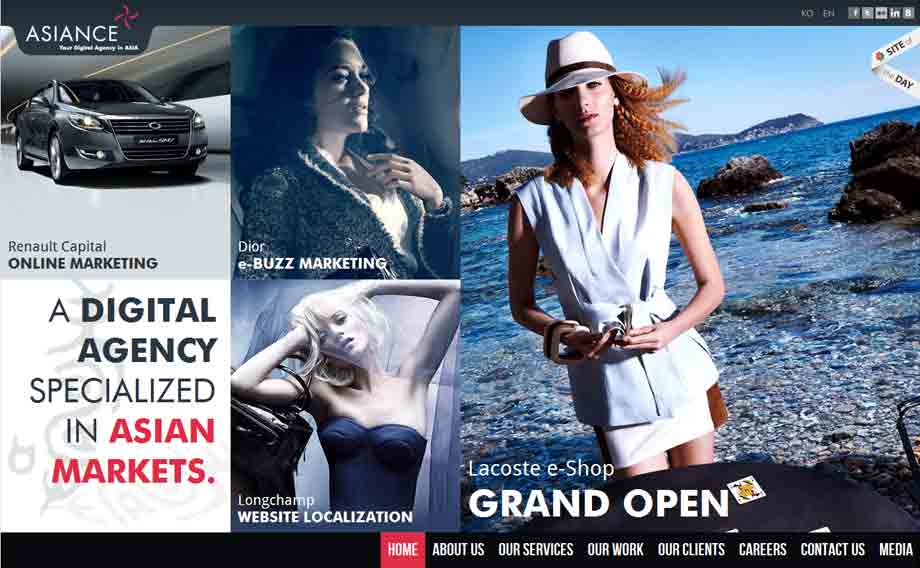 ASIANCE
Your Digital Agency in ASIA
KO EN
SITE of
the DAY
Renault Capital
ONLINE MARKETING
Dior
e-BUZZ MARKETING
A DIGITAL
AGENCY
SPECIALIZED
IN ASIAN
MARKETS.
Longchamp
WEBSITE LOCALIZATION
Lacoste e-Shop
GRAND OPEN
HOME ABOUT US OUR SERVICES OUR WORK OUR CLIENTS CAREERS CONTACT US MEDIA